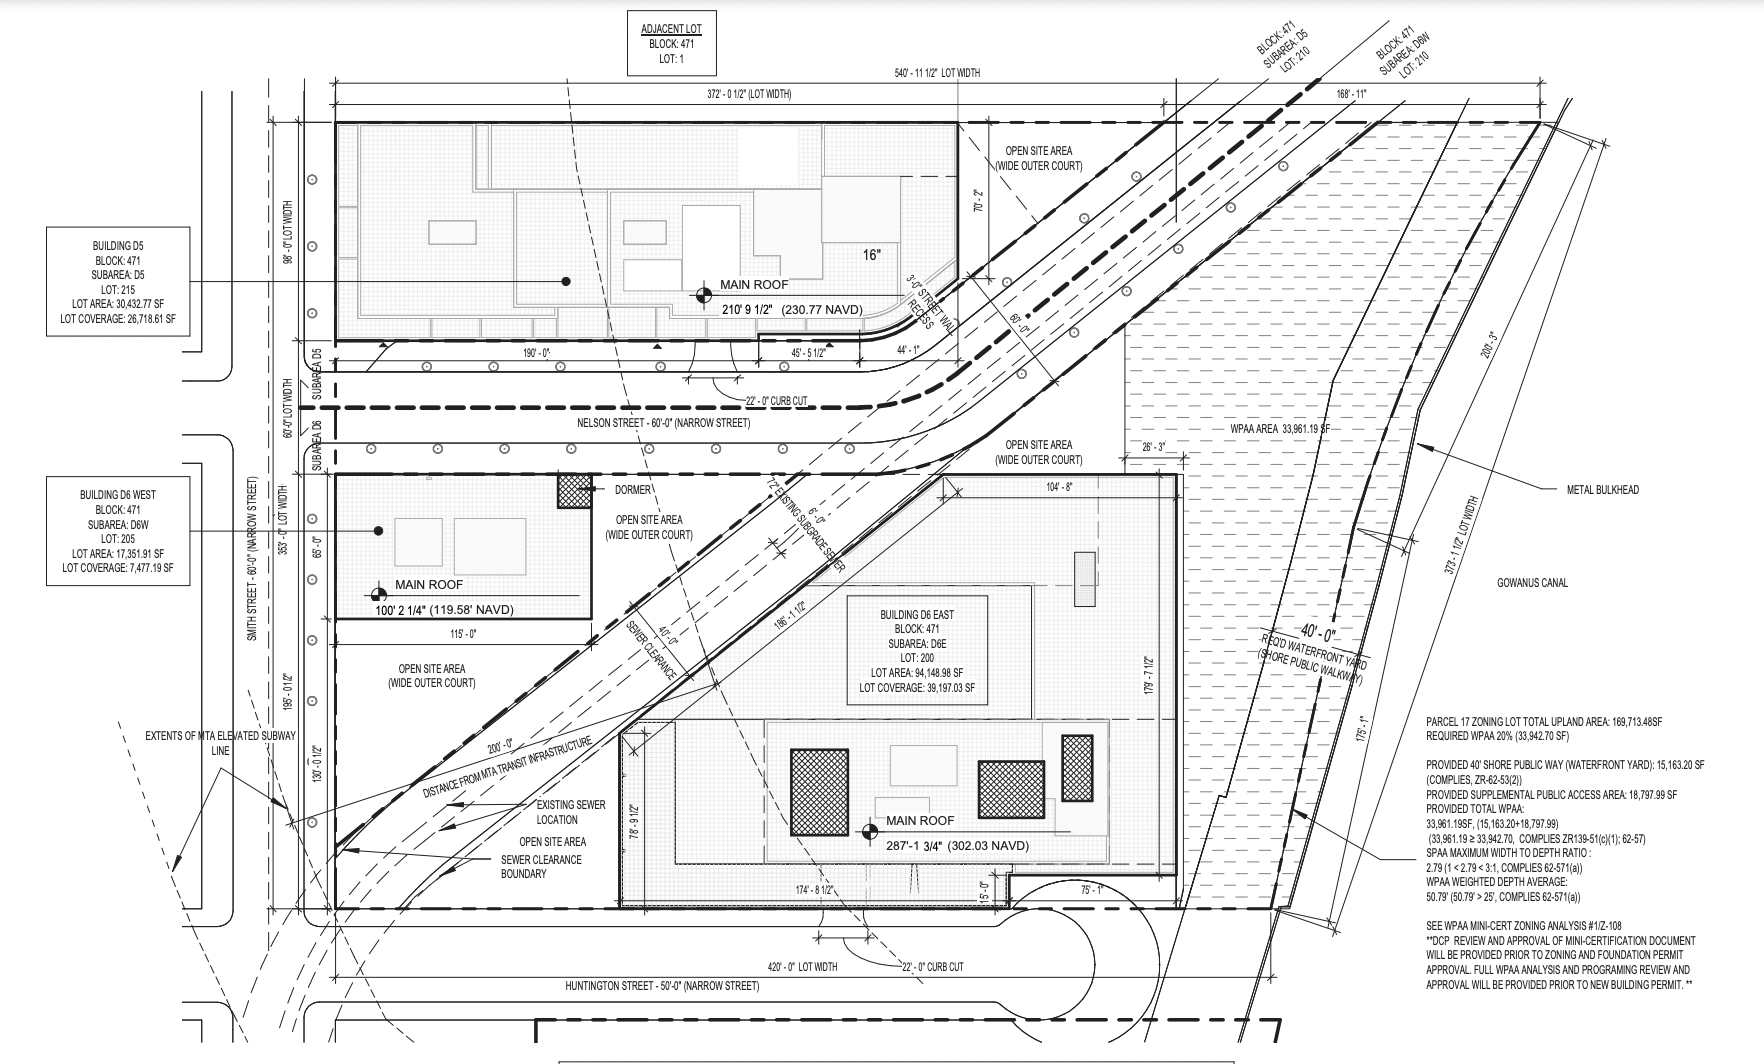 ADJACENT LOT
BLOCK: 471
LOT: 1
BLOCK: 471
SUBAREA: D5
LOT: 210
BLOCK: 471
SUBAREA: D6W
LOT: 210
540' - 11 1/2" LOT WIDTH
372' - 0 1/2" (LOT WIDTH)
168' - 11"
OPEN SITE AREA
(WIDE OUTER COURT)
70' - 2"
98' - 0" LOT WIDTH
BUILDING D5
BLOCK: 471
SUBAREA: D5
LOT: 215
LOT AREA: 30,432.77 SF
LOT COVERAGE: 26,718.61 SF
16"
MAIN ROOF
210' 9 1/2" (230.77 NAVD)
3'-0" STREET WALL
RECESS
60' - 0"
200' - 3"
190' - 0"
45' - 5 1/2"
44' - 1"
SUBAREA D5
60'-0" LOT WIDTH
SUBAREA D6
22' - 0" CURB CUT
NELSON STREET - 60'-0" (NARROW STREET)
WPAA AREA 33,961.19 SF
OPEN SITE AREA
(WIDE OUTER COURT)
26' - 3"
METAL BULKHEAD
BUILDING D6 WEST
BLOCK: 471
SUBAREA: D6W
LOT: 205
LOT AREA: 17,351.91 SF
LOT COVERAGE: 7,477.19 SF
DORMER
104' - 8"
72" EXISTING SUBGRADE SEWER
6' - 0"
OPEN SITE AREA
(WIDE OUTER COURT)
SMITH STREET - 60'-0" (NARROW STREET)
353' - 0" LOT WIDTH
65' - 0"
373' - 1 1/2" LOT WIDTH
GOWANUS CANAL
MAIN ROOF
100' 2 1/4" (119.58' NAVD)
115' - 0"
186' - 1 1/2"
BUILDING D6 EAST
BLOCK: 471
SUBAREA: D6E
LOT: 200
LOT AREA: 94,148.98 SF
LOT COVERAGE: 39,197.03 SF
40' - 0"
SEWER CLEARANCE
40' - 0"
REQ'D WATERFRONT YARD
(SHORE PUBLIC WALKWAY)
OPEN SITE AREA
(WIDE OUTER COURT)
195' - 0 1/2"
179' - 7 1/2"
EXTENTS OF MTA ELEVATED SUBWAY
LINE
200' - 0"
DISTANCE FROM MTA TRANSIT INFRASTRUCTURE
130' - 0 1/2"
175' - 1"
EXISTING SEWER
LOCATION
OPEN SITE AREA
SEWER CLEARANCE
BOUNDARY
78' - 9 1/2"
MAIN ROOF
287'-1 3/4" (302.03 NAVD)
174' - 8 1/2"
15' - 0"
75' - 1"
420' - 0" LOT WIDTH
22' - 0" CURB CUT
HUNTINGTON STREET - 50'-0" (NARROW STREET)
PARCEL 17 ZONING LOT TOTAL UPLAND AREA: 169,713.48SF
REQUIRED WPAA 20% (33,942.70 SF)
PROVIDED 40' SHORE PUBLIC WAY (WATERFRONT YARD): 15,163.20 SF
(COMPLIES, ZR-62-53(2))
PROVIDED SUPPLEMENTAL PUBLIC ACCESS AREA: 18,797.99 SF
PROVIDED TOTAL WPAA:
33,961.19SF, (15,163.20+18,797.99)
(33,961.19 ≥ 33,942.70, COMPLIES ZR139-51(c)(1); 62-57)
SPAA MAXIMUM WIDTH TO DEPTH RATIO :
2.79 (1 < 2.79 < 3:1, COMPLIES 62-571(a))
WPAA WEIGHTED DEPTH AVERAGE:
50.79' (50.79' > 25', COMPLIES 62-571(a))
SEE WPAA MINI-CERT ZONING ANALYSIS #1/Z-108
**DCP REVIEW AND APPROVAL OF MINI-CERTIFICATION DOCUMENT
WILL BE PROVIDED PRIOR TO ZONING AND FOUNDATION PERMIT
APPROVAL. FULL WPAA ANALYSIS AND PROGRAMING REVIEW AND
APPROVAL WILL BE PROVIDED PRIOR TO NEW BUILDING PERMIT. **